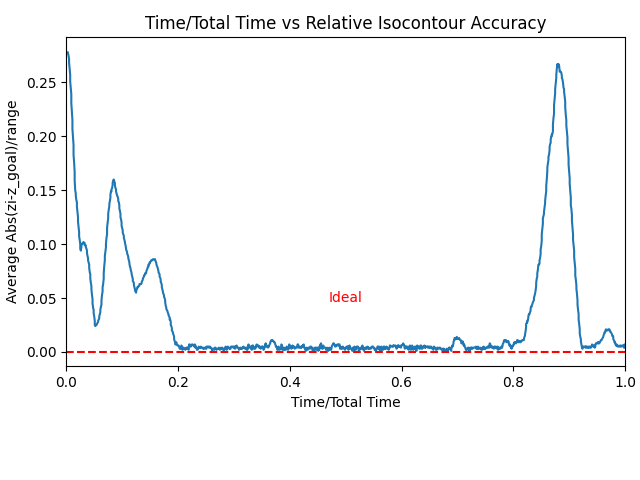 Time/Total Time vs Relative Isocontour Accuracy
Average Abs(zi-z_goal)/range
0.25
0.20
0.15
0.10
0.05
0.00
Ideal
0.0 0.2 0.4 0.6 0.8 1.0
Time/Total Time